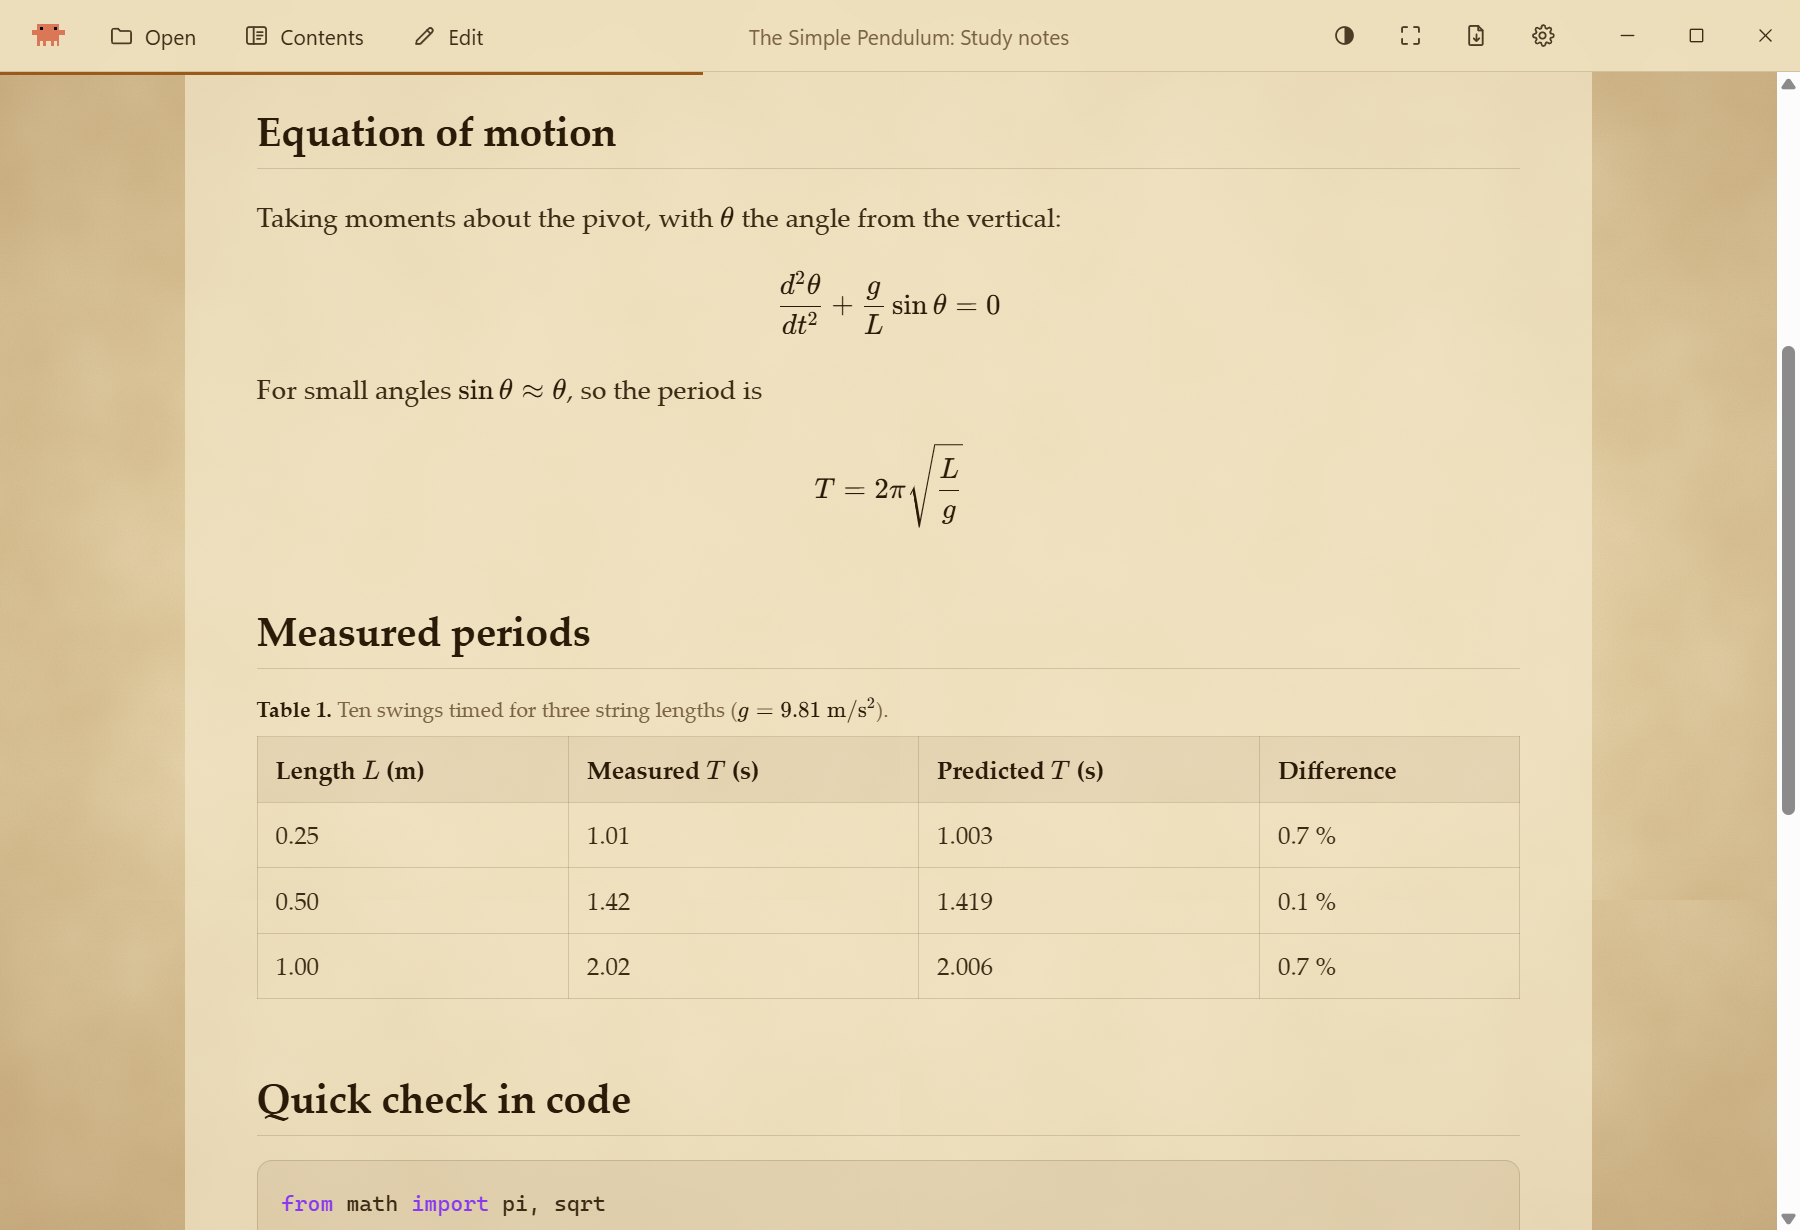 Open Contents Edit The Simple Pendulum: Study notes
Equation of motion
Taking moments about the pivot, with θ the angle from the vertical:
d²θ/dt² + g/L sin θ = 0
For small angles sin θ ≈ θ, so the period is
T = 2π√(L/g)
Measured periods
Table 1. Ten swings timed for three string lengths (g = 9.81 m/s²).
Length L (m) Measured T (s) Predicted T (s) Difference
0.25 1.01 1.003 0.7 %
0.50 1.42 1.419 0.1 %
1.00 2.02 2.006 0.7 %
Quick check in code
from math import pi, sqrt